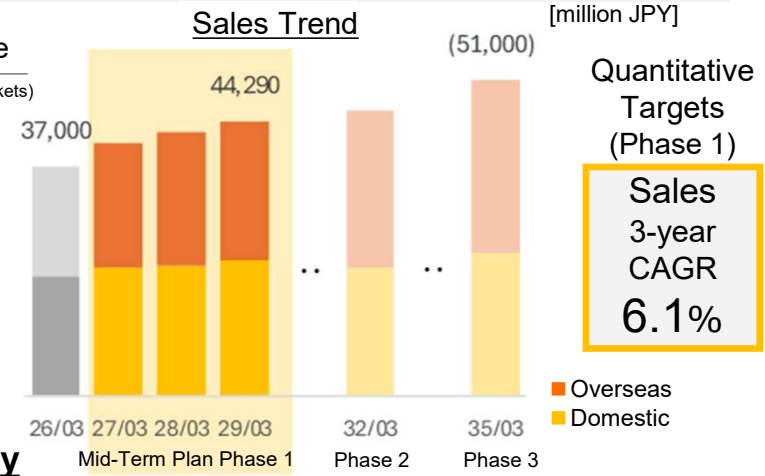 Sales Trend
[million JPY]
e
kets)
37,000
44,290
(51,000)
Quantitative
Targets
(Phase 1)
Sales
3-year
CAGR
6.1%
..
..
Overseas
Domestic
26/03 27/03 28/03 29/03 32/03 35/03
y
Mid-Term Plan Phase 1 Phase 2 Phase 3